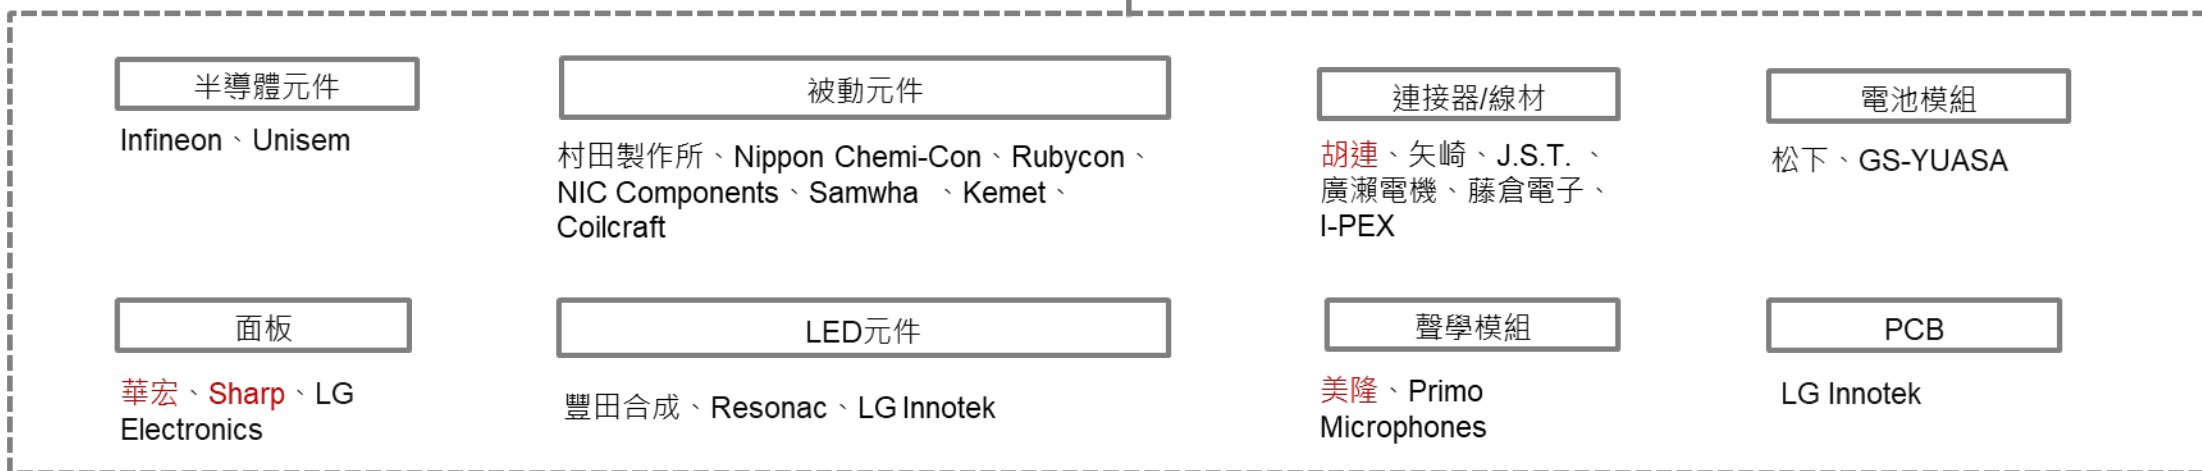 半導體元件
Infineon、Unisem
被動元件
村田製作所、Nippon Chemi-Con、Rubycon、
NIC Components、Samwha 、Kemet、
Coilcraft
連接器/線材
胡連、矢崎、J.S.T. 、
廣瀨電機、藤倉電子、
I-PEX
電池模組
松下、GS-YUASA
面板
華宏、Sharp、LG
Electronics
LED元件
豐田合成、Resonac、LG Innotek
聲學模組
美隆、Primo
Microphones
PCB
LG Innotek